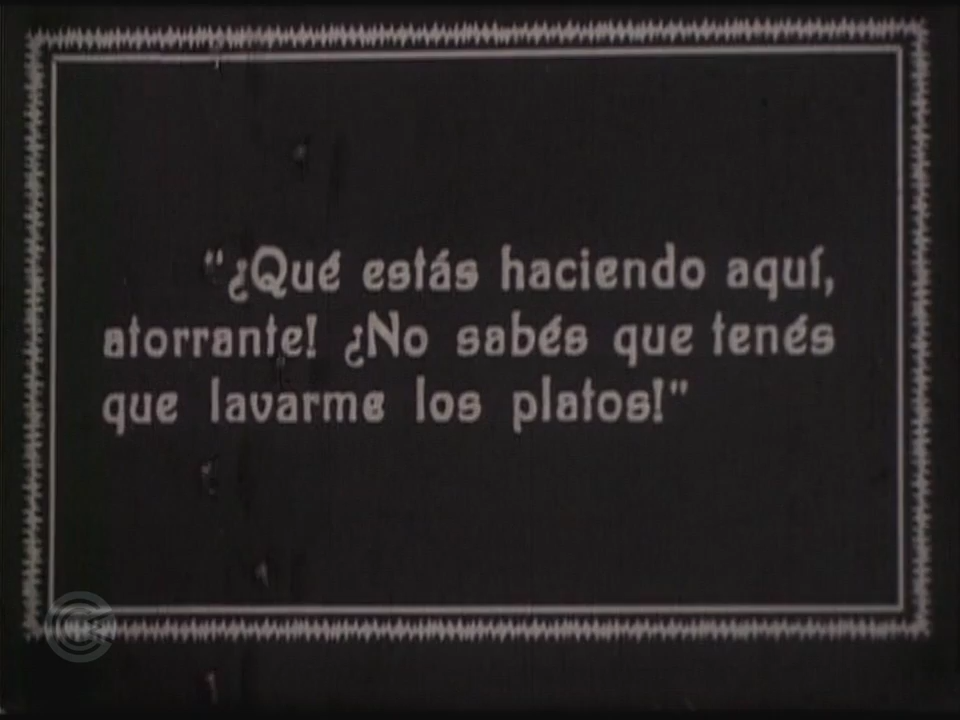 "¿Qué estás haciendo aquí,
atorrante! ¿No sabés que tenés
que lavarme los platos!"